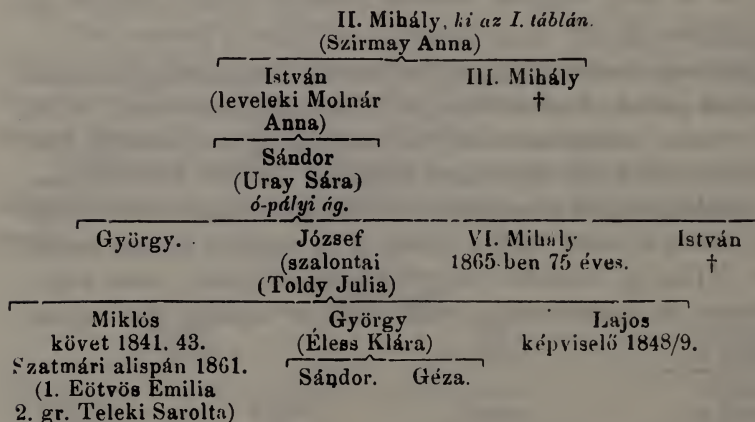 II. Mihály, ki az I. táblán.
(Szirmay Anna)
István III. Mihály
(leveleki Molnár †
Anna)
Sándor
(Uray Sára)
ó-pályi ág.
György. József VI. Mihaly István
(szalontai 1865-ben 75 éves. †
(Toldy Julia)
Miklós György Lajos
követ 1841. 43. (Éless Klára) képviselő 1848/9.
Szatmári alispán 1861. Sándor. Géza.
(1. Eötvös Emilia
2. gr. Teleki Sarolta)